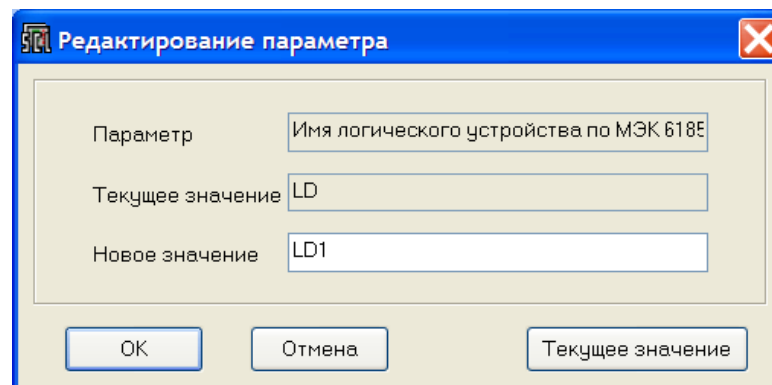 Редактирование параметра
Параметр Имя логического устройства по МЭК 6185
Текущее значение LD
Новое значение LD1
OK Отмена Текущее значение